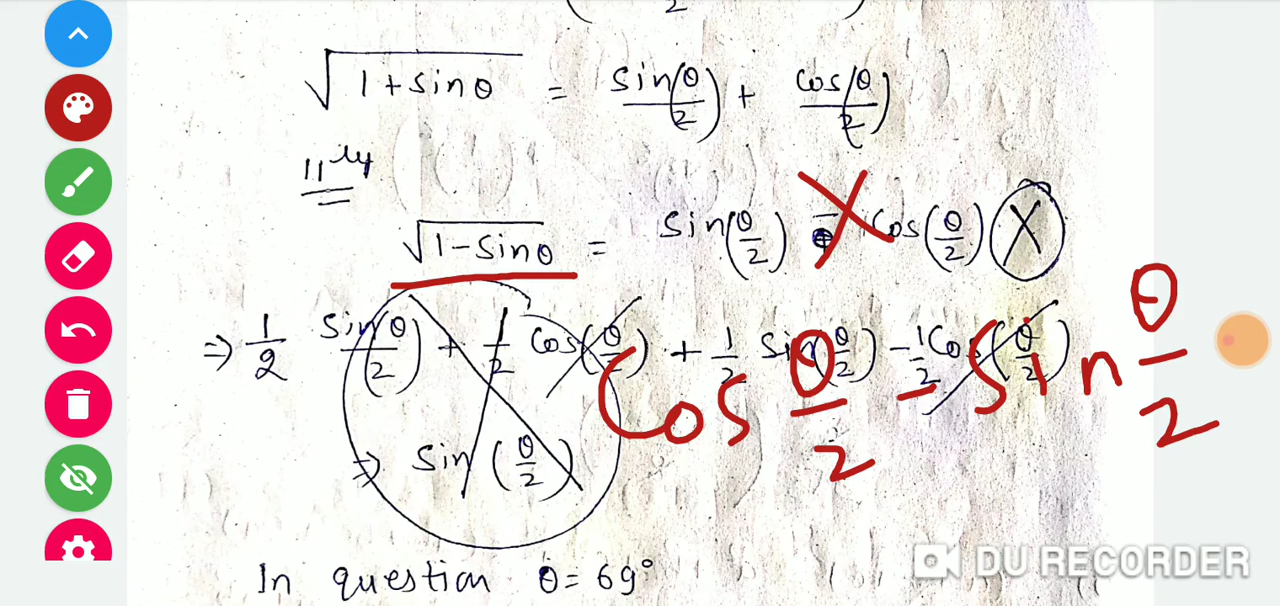 2
√(1+sinθ) = sin(θ/2) + cos(θ/2)
11ly
√(1-sinθ) = sin(θ/2) - cos(θ/2) X
⇒ 1/2 sin(θ/2) + 1/2 cos(θ/2) + 1/2 sin(θ/2) - 1/2 cos(θ/2)
cos θ/2 - sin θ/2
⇒ sin(θ/2)
In question θ = 69°
DU RECORDER